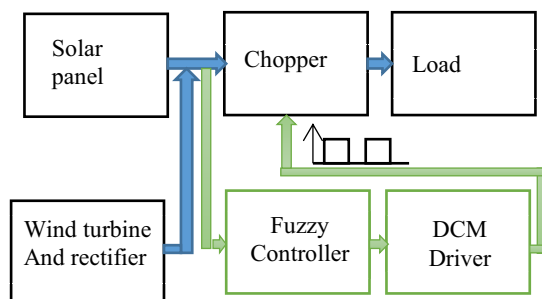 Solar
panel
Chopper
Load
Wind turbine
And rectifier
Fuzzy
Controller
DCM
Driver